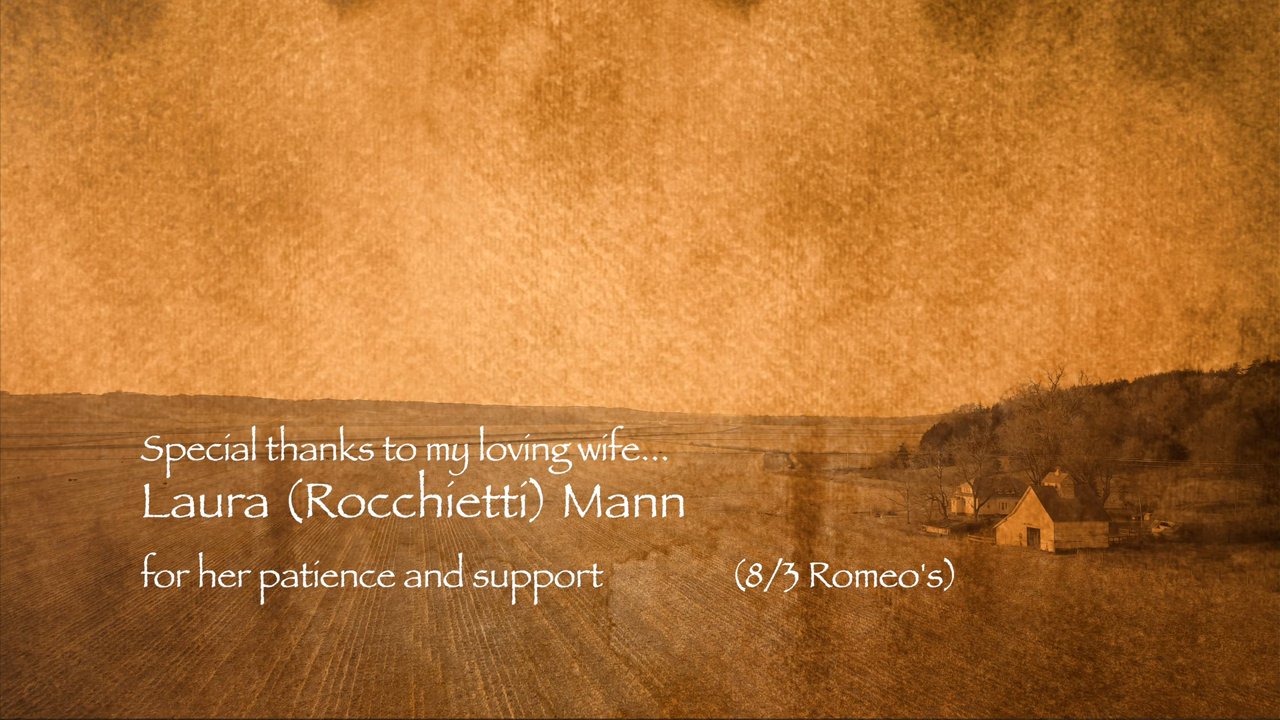 Special thanks to my loving wife...
Laura (Rocchietti) Mann
for her patience and support (8/3 Romeo's)